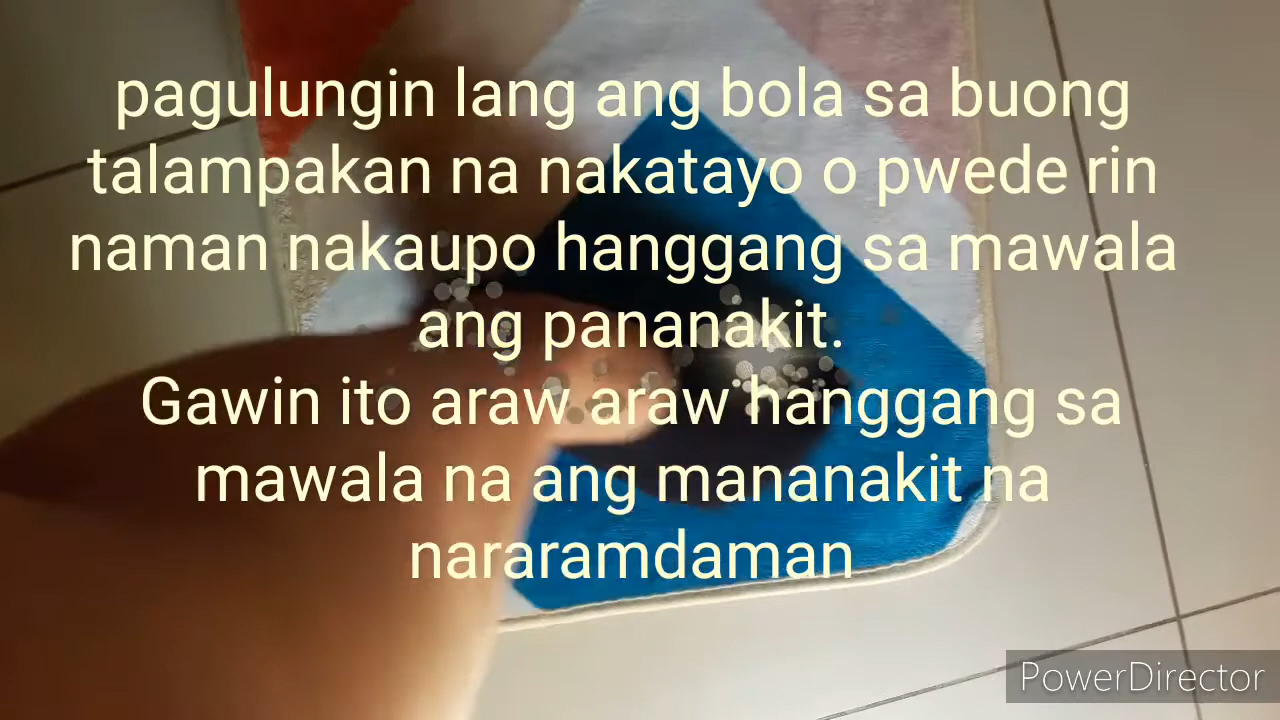 pagulungin lang ang bola sa buong
talampakan na nakatayo o pwede rin
naman nakaupo hanggang sa mawala
ang pananakit.
Gawin ito araw araw hanggang sa
mawala na ang mananakit na
nararamdaman
PowerDirector